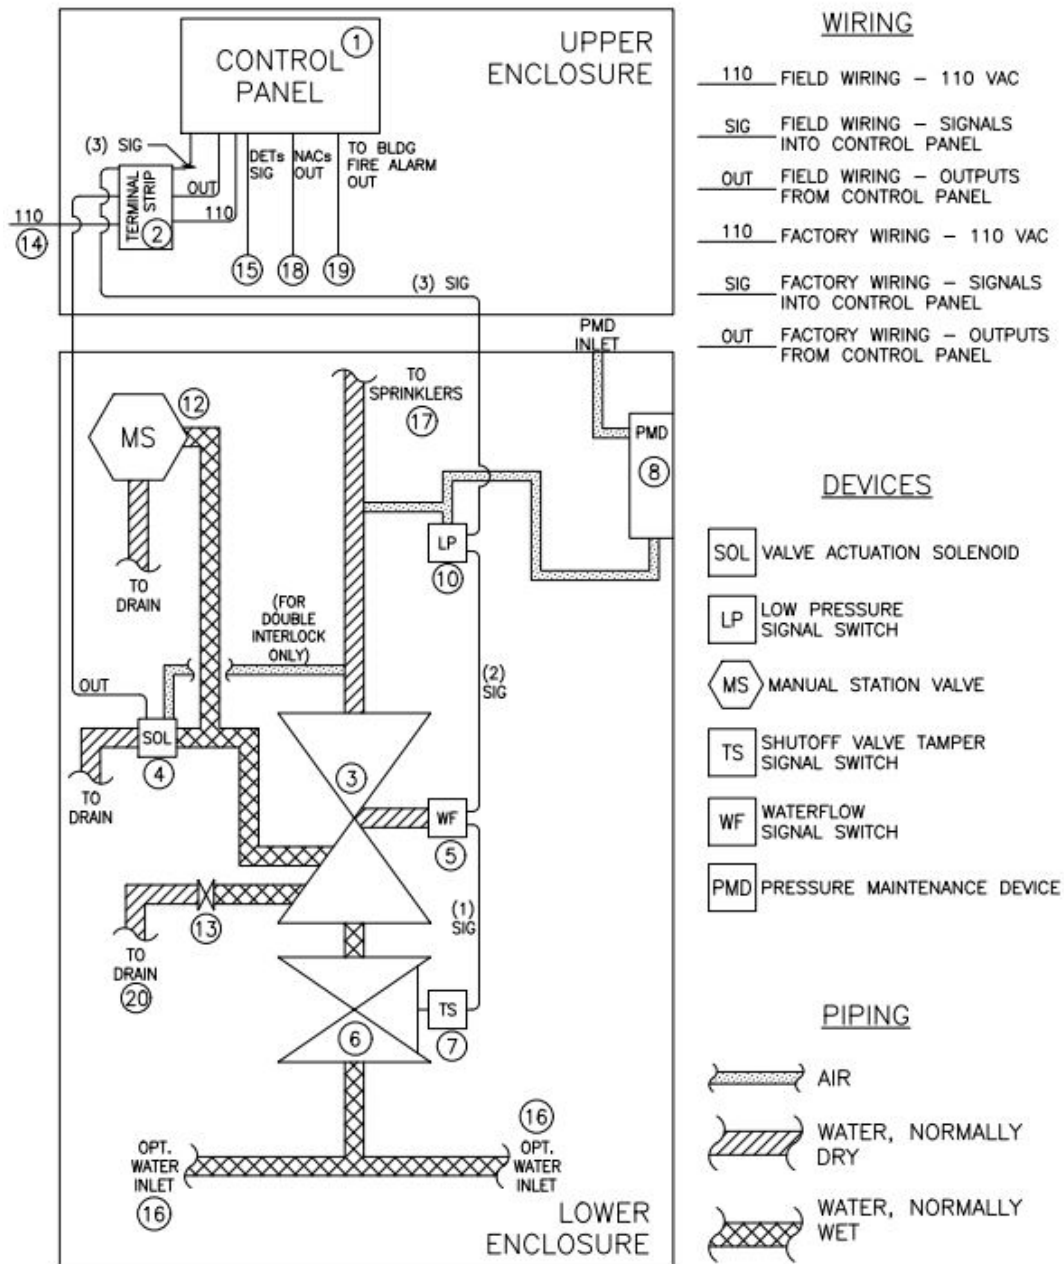 CONTROL
PANEL
1
UPPER
ENCLOSURE
(3) SIG
TERMINAL
STRIP
2
OUT
110
110
14
DETs
SIG
NACs
OUT
TO BLDG
FIRE ALARM
OUT
15
18
19
(3) SIG
PMD
INLET
12
MS
TO
DRAIN
TO
SPRINKLERS
17
PMD
8
LP
10
(FOR
DOUBLE
INTERLOCK
ONLY)
(2)
SIG
OUT
SOL
4
TO
DRAIN
3
WF
5
13
TO
DRAIN
20
(1)
SIG
TS
7
6
OPT.
WATER
INLET
16
16
OPT.
WATER
INLET
LOWER
ENCLOSURE
WIRING
110 FIELD WIRING – 110 VAC
SIG FIELD WIRING – SIGNALS
INTO CONTROL PANEL
OUT FIELD WIRING – OUTPUTS
FROM CONTROL PANEL
110 FACTORY WIRING – 110 VAC
SIG FACTORY WIRING – SIGNALS
INTO CONTROL PANEL
OUT FACTORY WIRING – OUTPUTS
FROM CONTROL PANEL
DEVICES
SOL VALVE ACTUATION SOLENOID
LP LOW PRESSURE
SIGNAL SWITCH
MS MANUAL STATION VALVE
TS SHUTOFF VALVE TAMPER
SIGNAL SWITCH
WF WATERFLOW
SIGNAL SWITCH
PMD PRESSURE MAINTENANCE DEVICE
PIPING
AIR
WATER, NORMALLY
DRY
WATER, NORMALLY
WET